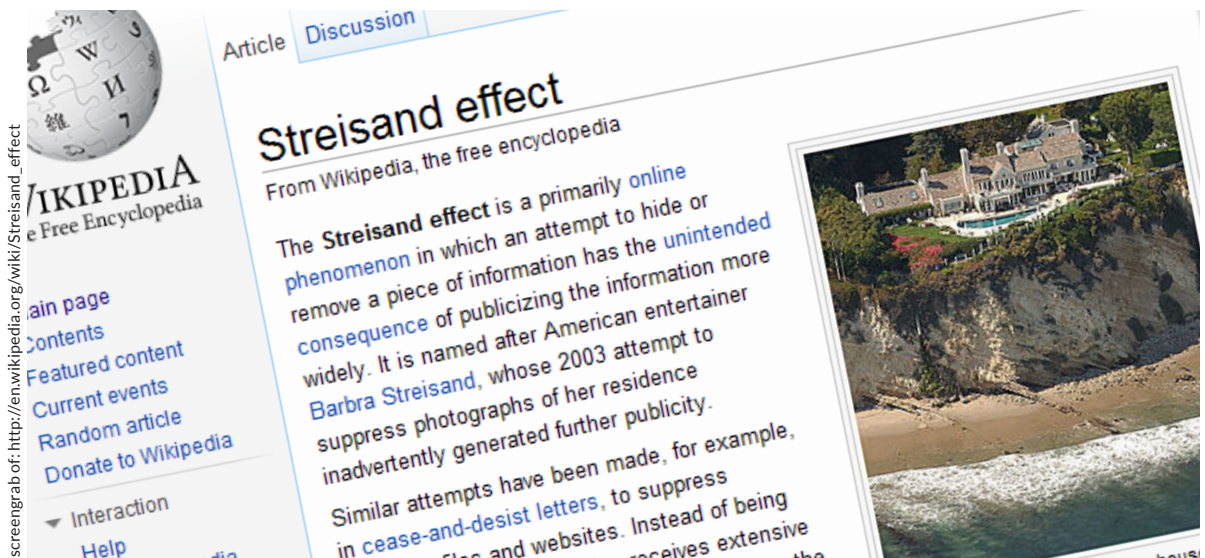 screengrab of: http://en.wikipedia.org/wiki/Streisand_effect
WIKIPEDIA
e Free Encyclopedia
ain page
Contents
Featured content
Current events
Random article
Donate to Wikipedia
Interaction
Help
Article
Discussion
Streisand effect
From Wikipedia, the free encyclopedia
The Streisand effect is a primarily online
phenomenon in which an attempt to hide or
remove a piece of information has the unintended
consequence of publicizing the information more
widely. It is named after American entertainer
Barbra Streisand, whose 2003 attempt to
suppress photographs of her residence
inadvertently generated further publicity.
Similar attempts have been made, for example,
in cease-and-desist letters, to suppress
and websites. Instead of being
receives extensive
the